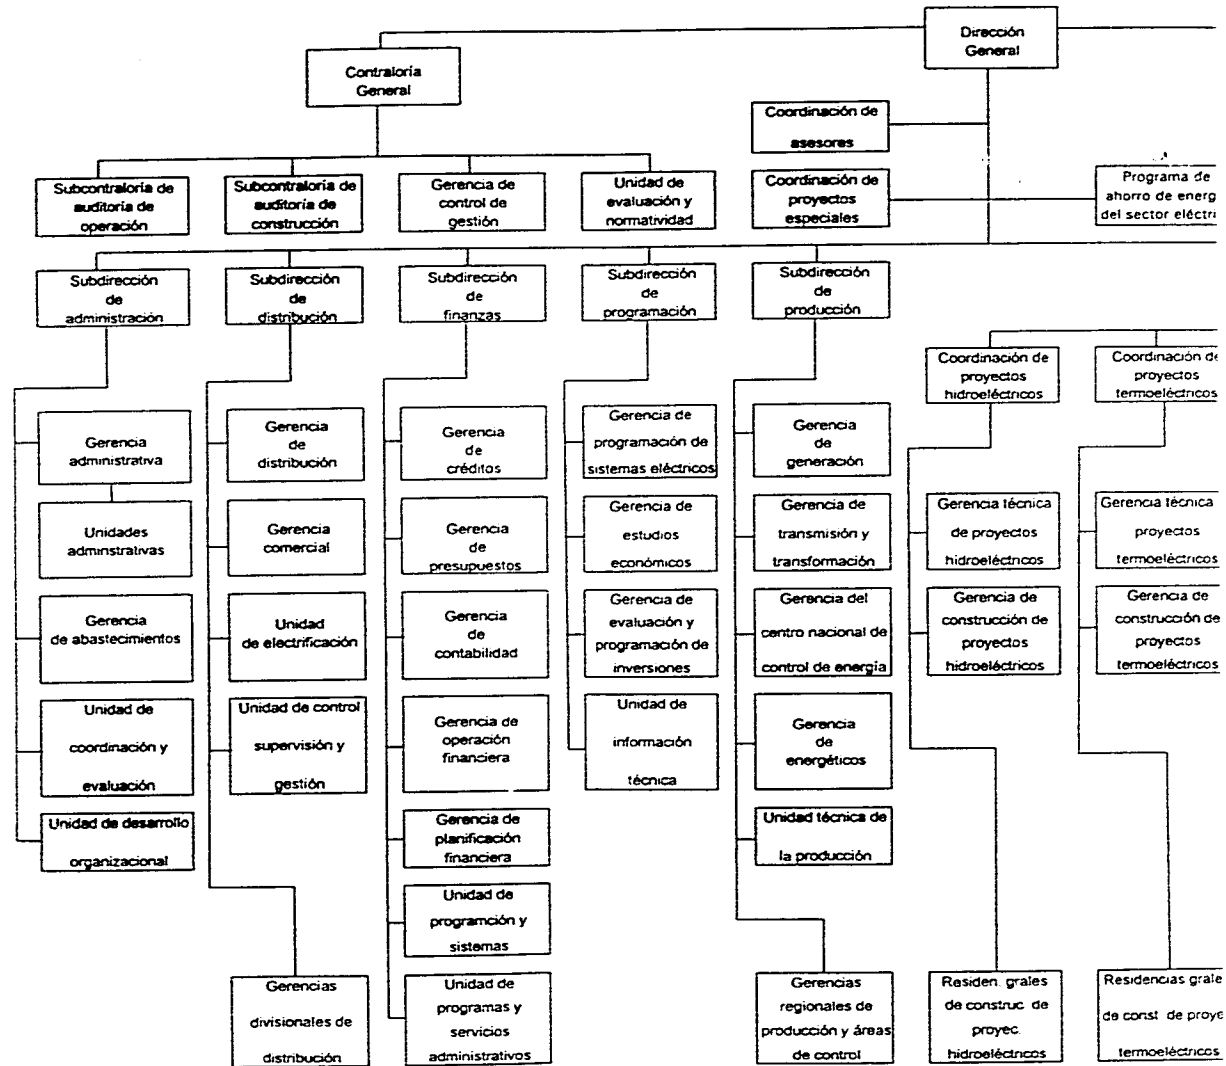 Dirección
General
Contraloría
General
Coordinación de
asesores
Subcontraloría de
auditoría de
operación
Subcontraloría de
auditoría de
construcción
Gerencia de
control de
gestión
Unidad de
evaluación y
normatividad
Coordinación de
proyectos
especiales
Programa de
ahorro de
del sector
Subdirección
de
administración
Subdirección
de
distribución
Subdirección
de
finanzas
Subdirección
de
programación
Subdirección
de
producción
Coordinación de
proyectos
hidroeléctricos
Coordinación de
proyectos
termoeléctricos
Gerencia
administrativa
Unidades
adminstrativas
Gerencia
de abastecimientos
Unidad de
coordinación y
evaluación
Unidad de desarrollo
organizacional
Gerencia
de
distribución
Gerencia
comercial
Unidad
de electrificación
Unidad de control
supervisión y
gestión
Gerencias
divisionales de
distribución
Gerencia
de
créditos
Gerencia
de
presupuestos
Gerencia
de
contabilidad
Gerencia de
operación
financiera
Gerencia de
planificación
financiera
Unidad de
programción y
sistemas
Unidad de
programas y
servicios
administrativos
Gerencia de
programación de
sistemas eléctricos
Gerencia de
estudios
económicos
Gerencia de
evaluación y
programación de
inversiones
Unidad de
información
técnica
Gerencia
de
generación
Gerencia de
transmisión y
transformación
Gerencia del
centro nacional de
control de energía
Gerencia
de
energéticos
Unidad técnica de
la producción
Gerencias
regionales de
producción y áreas
de control
Gerencia técnica
de proyectos
hidroeléctricos
Gerencia de
construcción de
proyectos
hidroeléctricos
Residen. grales
de construc. de
proyec.
hidroeléctricos
Gerencia técnica
proyectos
termoeléctricos
Gerencia de
construcción de
proyectos
termoeléctricos
Residencias
de const. de
termoeléctricos